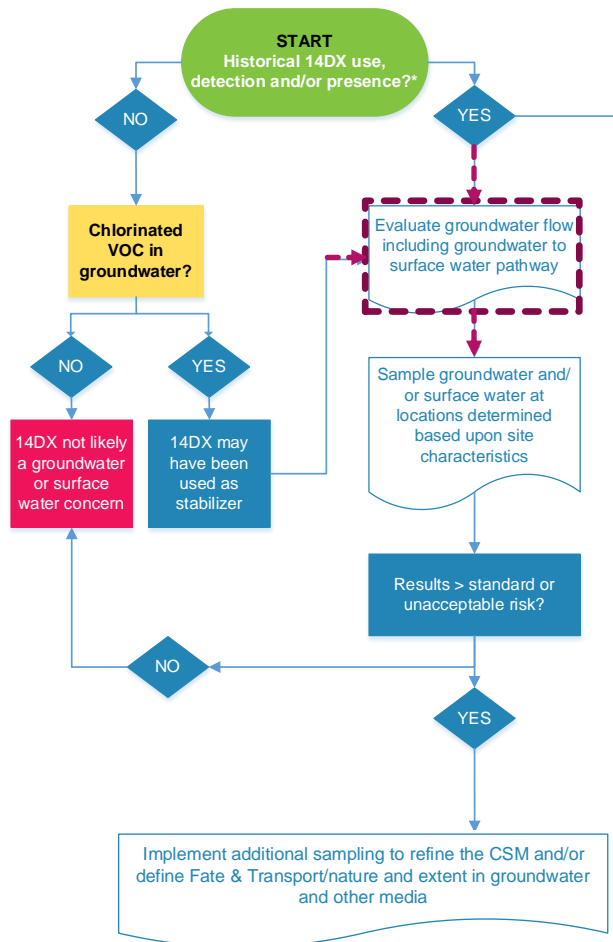 START
Historical 14DX use,
detection and/or presence?*
NO
YES
Chlorinated
VOC in
groundwater?
Evaluate groundwater flow
including groundwater to
surface water pathway
NO
YES
Sample groundwater and/
or surface water at
locations determined
based upon site
characteristics
14DX not likely
a groundwater
or surface
water concern
14DX may
have been
used as
stabilizer
Results > standard or
unacceptable risk?
NO
YES
Implement additional sampling to refine the CSM and/or
define Fate & Transport/nature and extent in groundwater
and other media